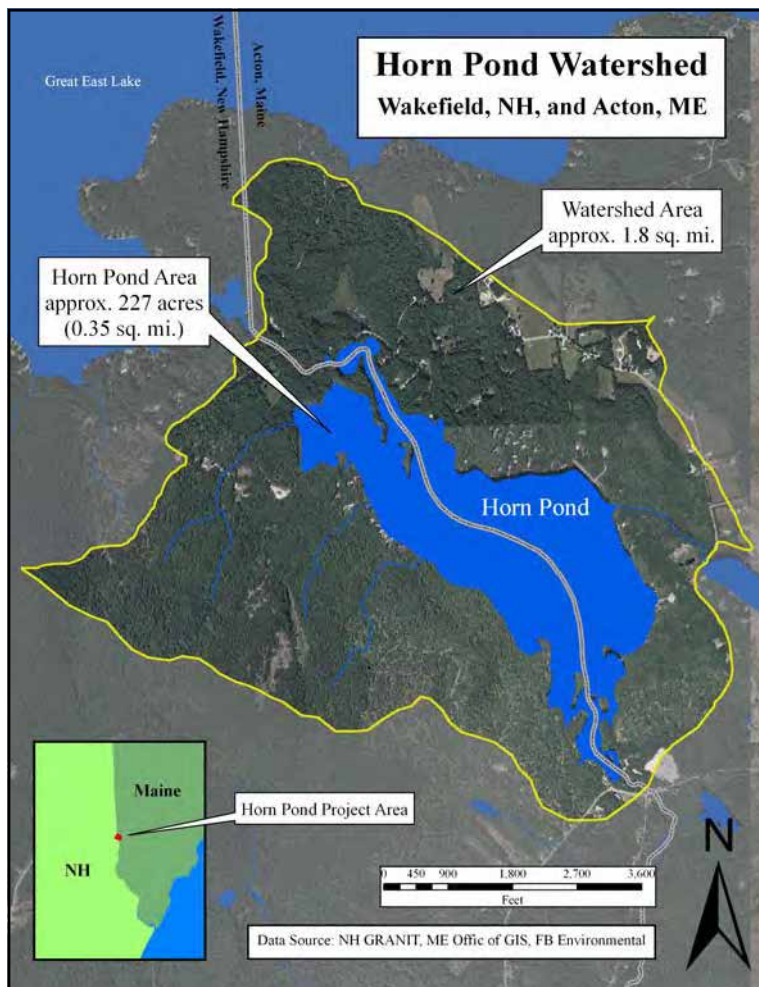 Horn Pond Watershed
Wakefield, NH, and Acton, ME
Great East Lake
Acton, Maine
Wakefield, New Hampshire
Watershed Area
approx. 1.8 sq. mi.
Horn Pond Area
approx. 227 acres
(0.35 sq. mi.)
Horn Pond
Maine
NH
Horn Pond Project Area
N
0 450 900 1,800 2,700 3,600
Feet
Data Source: NH GRANIT, ME Offic of GIS, FB Environmental